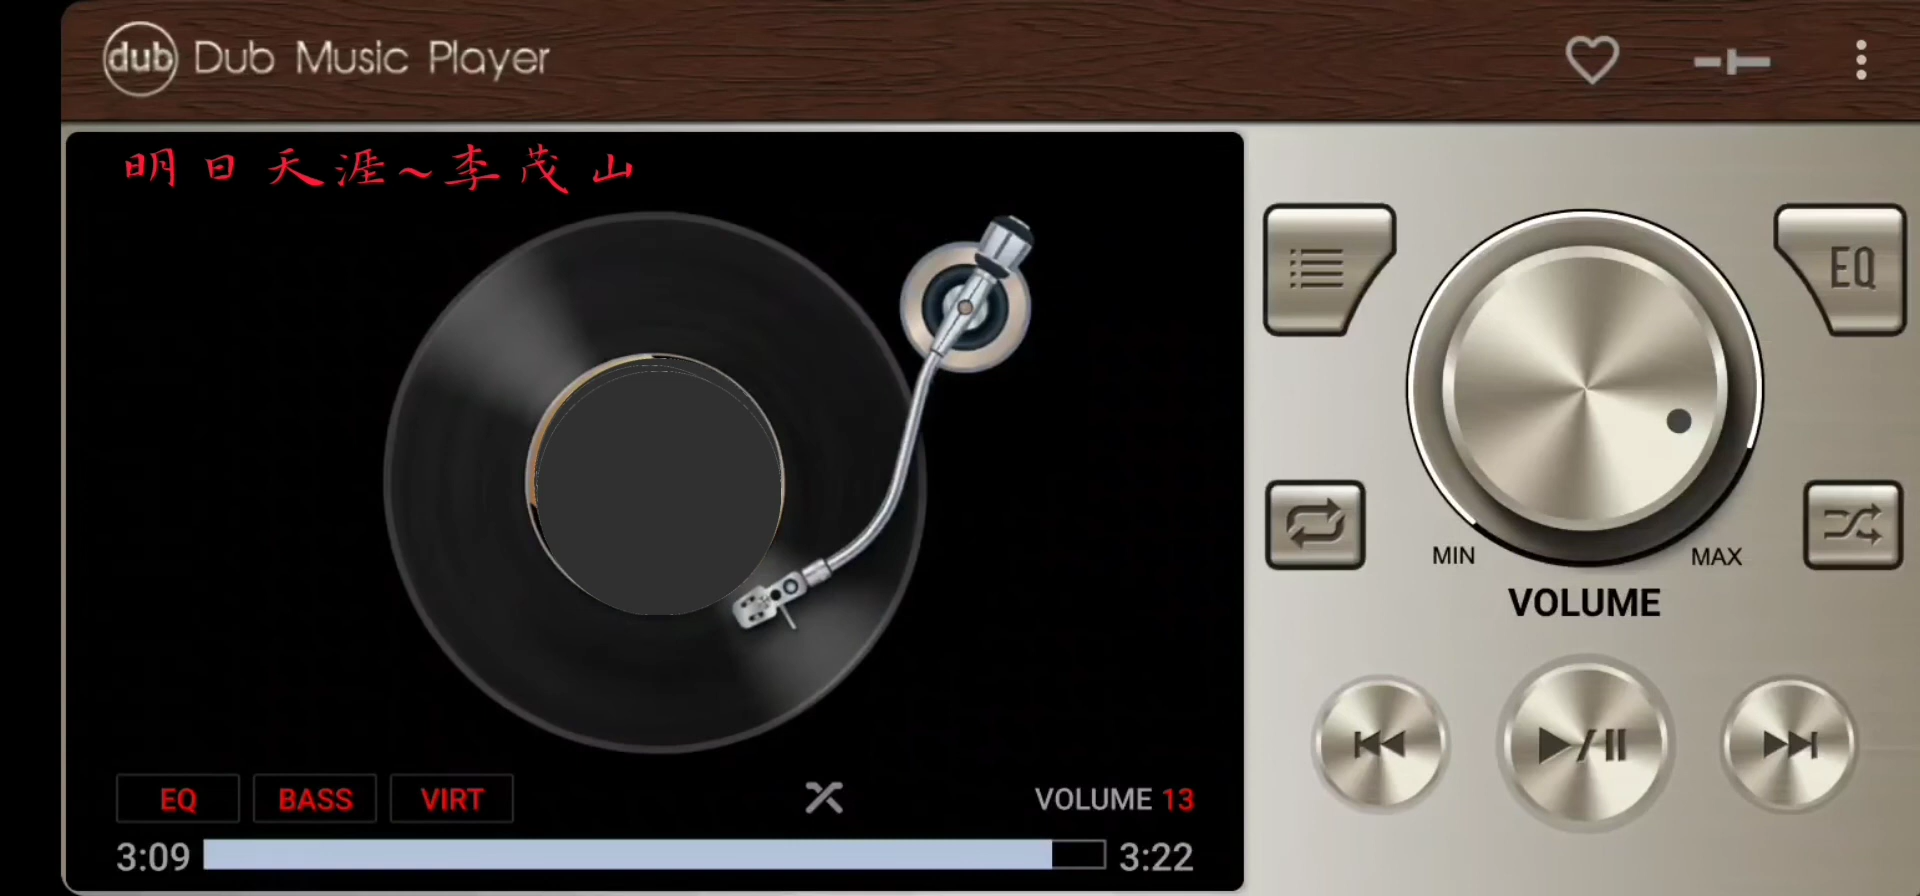 dub Dub Music Player
明日天涯~李茂山
EQ
MIN MAX
VOLUME
EQ BASS VIRT VOLUME 13
3:09 3:22